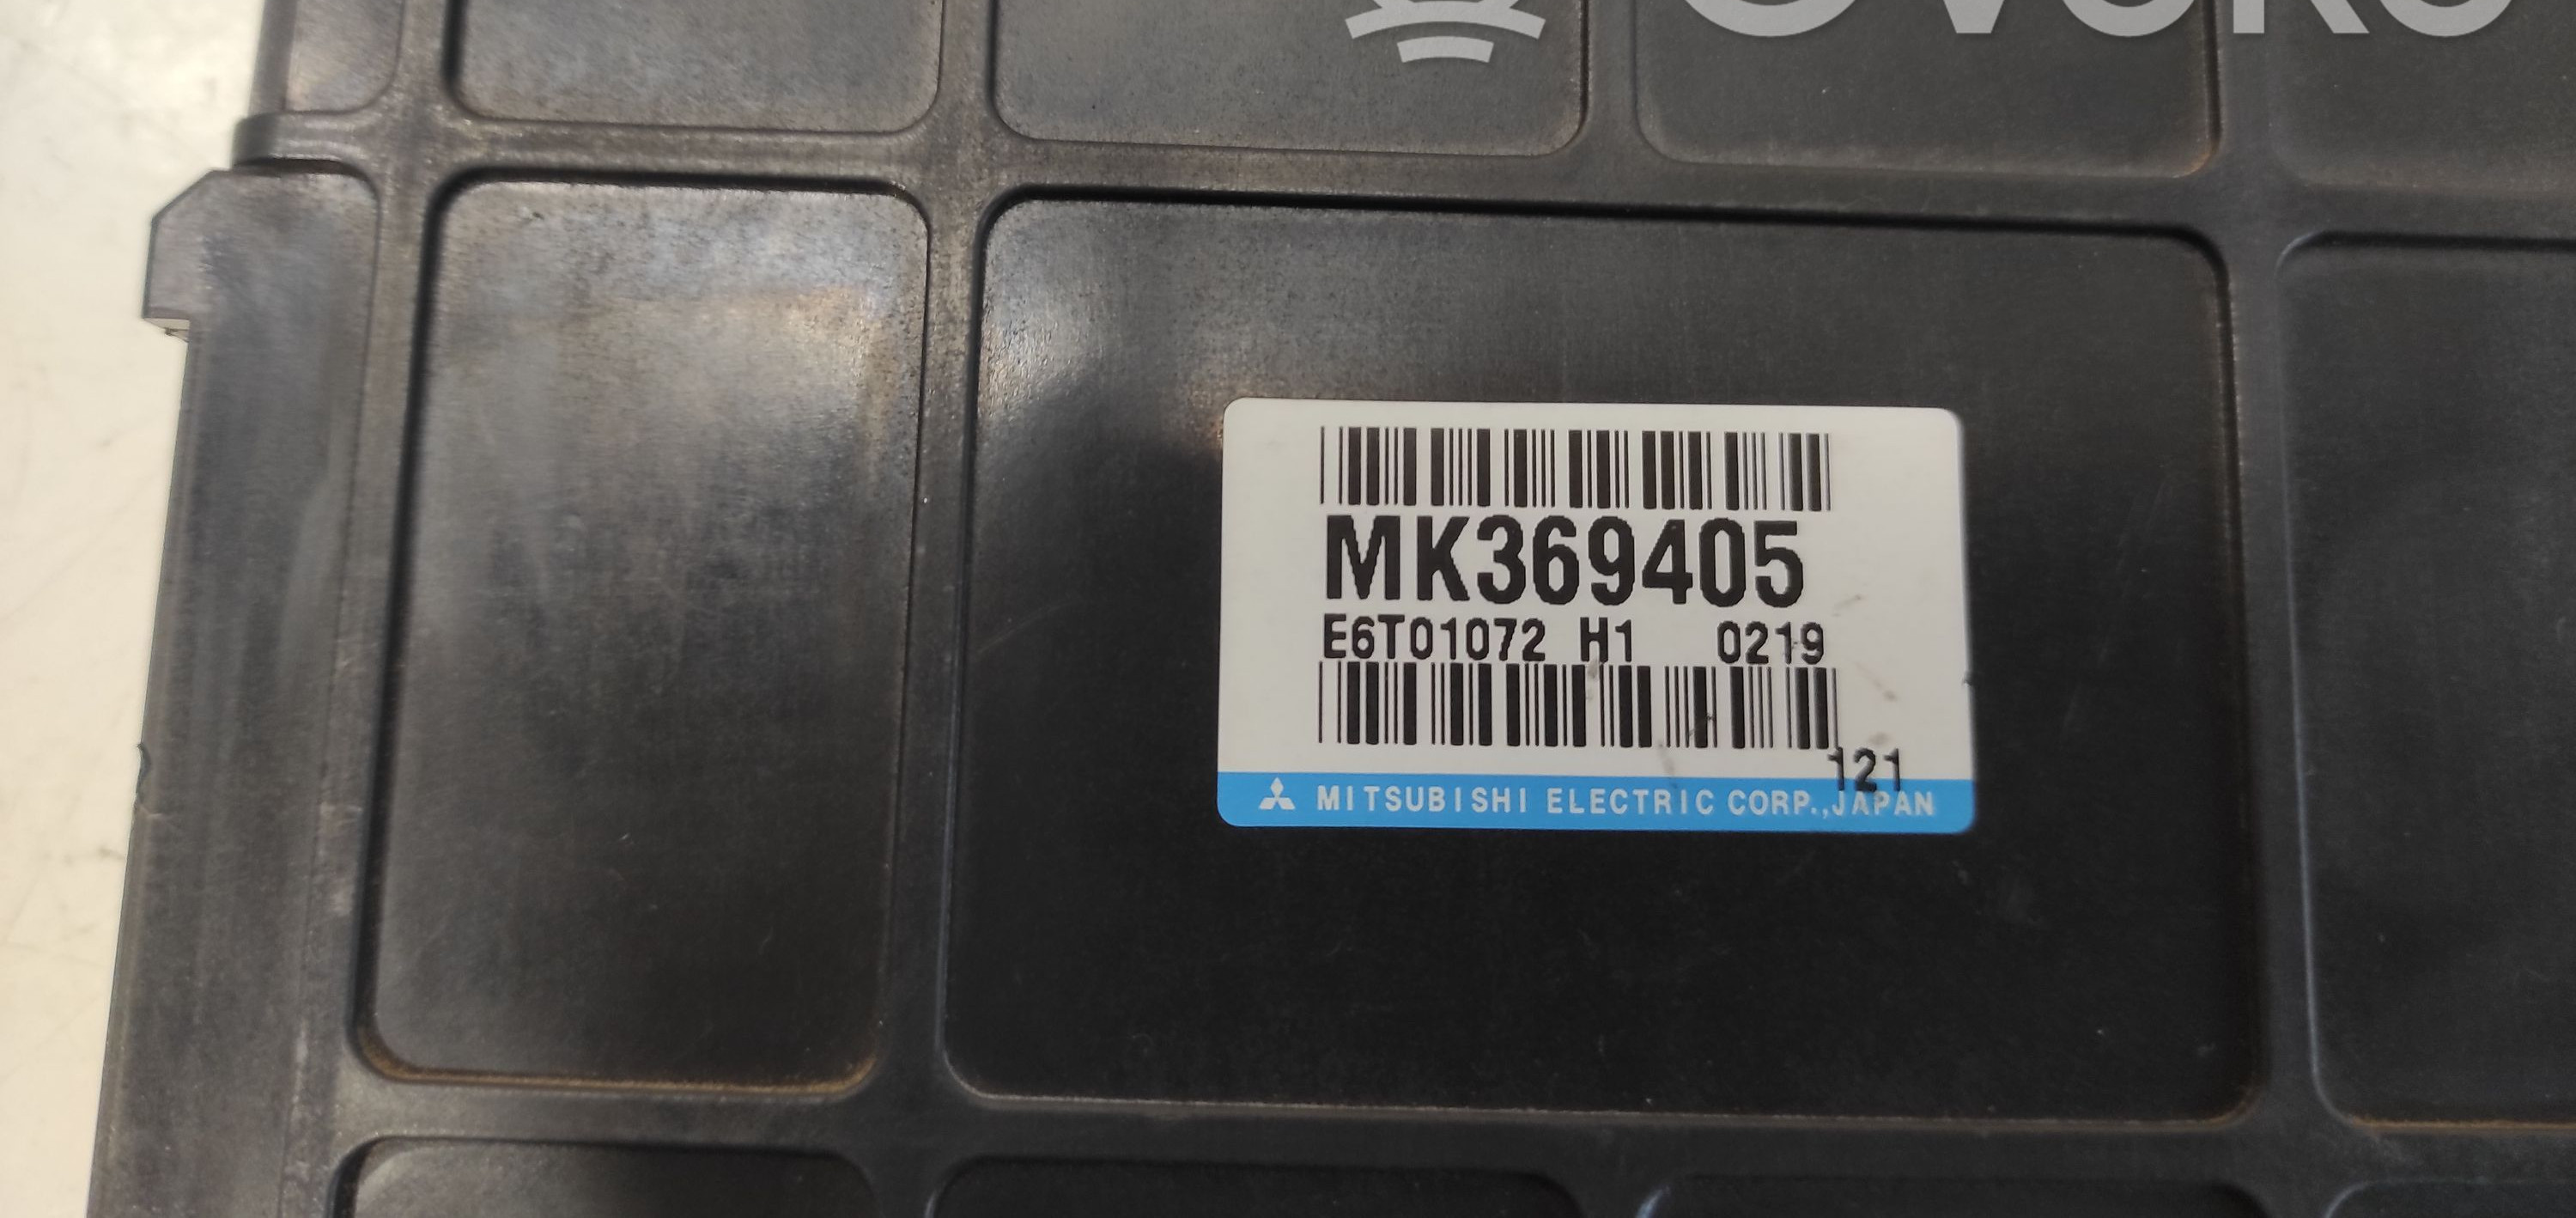 MK369405
E6T01072 H1 0219
121
MITSUBISHI ELECTRIC CORP.,JAPAN